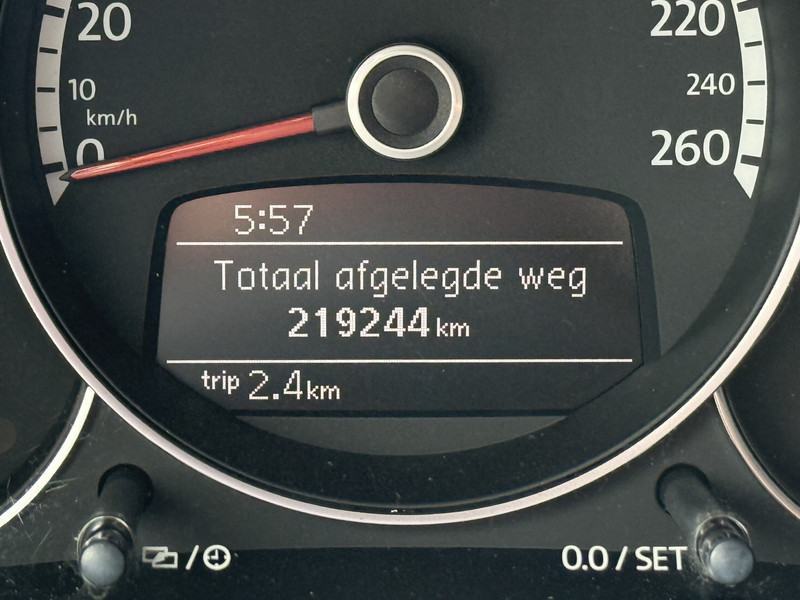 20
220
10
240
km/h
0
260
5:57
Totaal afgelegde weg
219244 km
trip 2.4 km
/
0.0 / SET